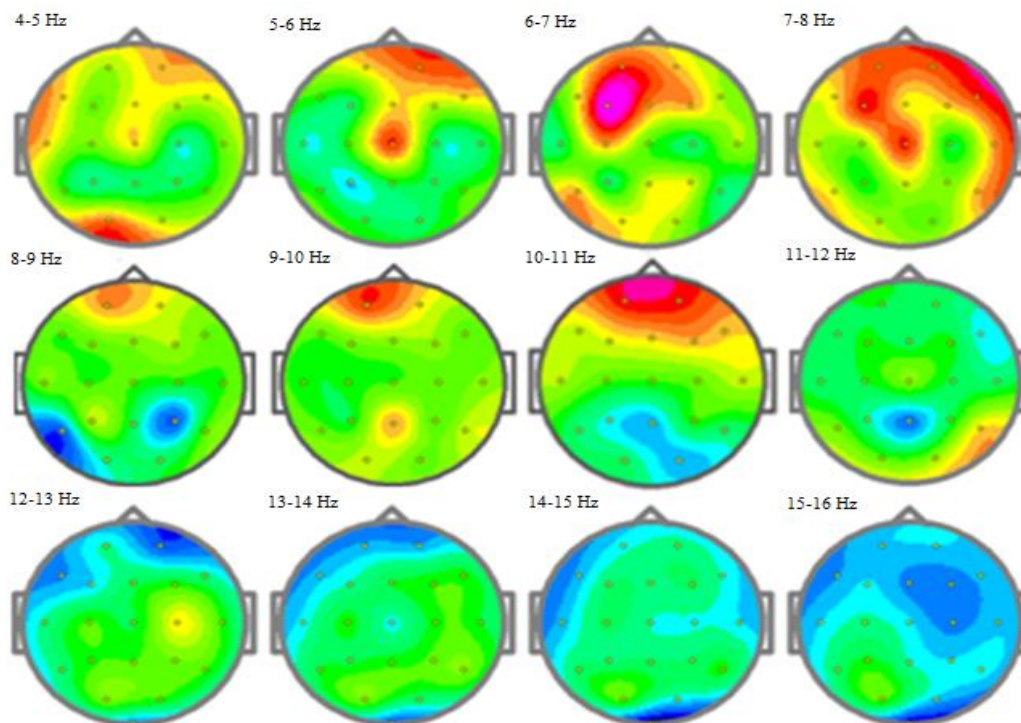 4-5 Hz
5-6 Hz
6-7 Hz
7-8 Hz
8-9 Hz
9-10 Hz
10-11 Hz
11-12 Hz
12-13 Hz
13-14 Hz
14-15 Hz
15-16 Hz